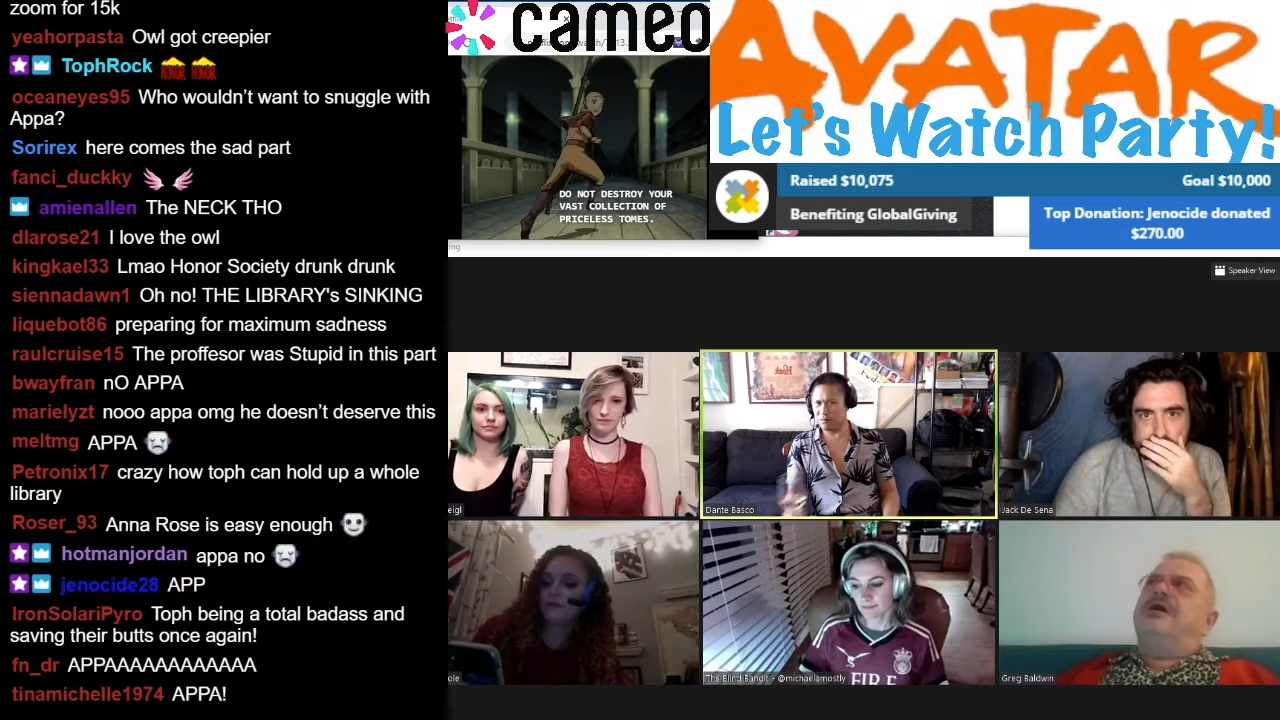 zoom for 15k
yeahorpasta Owl got creepier
TophRock HONOR HONOR
oceaneyes95 Who wouldn't want to snuggle with
Appa?
Sorirex here comes the sad part
fanci_duckky
amienallen The NECK THO
dlarose21 I love the owl
kingkael33 Lmao Honor Society drunk drunk
siennadawn1 Oh no! THE LIBRARY's SINKING
liquebot86 preparing for maximum sadness
raulcruise15 The proffesor was Stupid in this part
bwayfran nO APPA
marielyzt nooo appa omg he doesn't deserve this
meltmg APPA
Petronix17 crazy how toph can hold up a whole
library
Roser_93 Anna Rose is easy enough
hotmanjordan appa no
jenocide28 APP
IronSolariPyro Toph being a total badass and
saving their butts once again!
fn_dr APPAAAAAAAAAAAA
tinamichelle1974 APPA!
cameo
DO NOT DESTROY YOUR
VAST COLLECTION OF
PRICELESS TOMES.
AVATAR
Let's Watch Party!
Raised $10,075
Goal $10,000
Benefiting GlobalGiving
Top Donation: Jenocide donated
$270.00
ing
Speaker View
eigl
Dante Basco
Jack De Sena
ole
The Blind Bandit - @michaelamostly
FIRE
Greg Baldwin